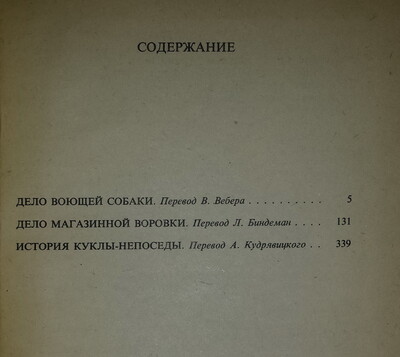 СОДЕРЖАНИЕ
ДЕЛО ВОЮЩЕЙ СОБАКИ. Перевод В. Вебера . . . . . . . . . . 5
ДЕЛО МАГАЗИННОЙ ВОРОВКИ. Перевод Л. Биндеман . . . . 131
ИСТОРИЯ КУКЛЫ-НЕПОСЕДЫ. Перевод А. Кудрявицкого . . 339